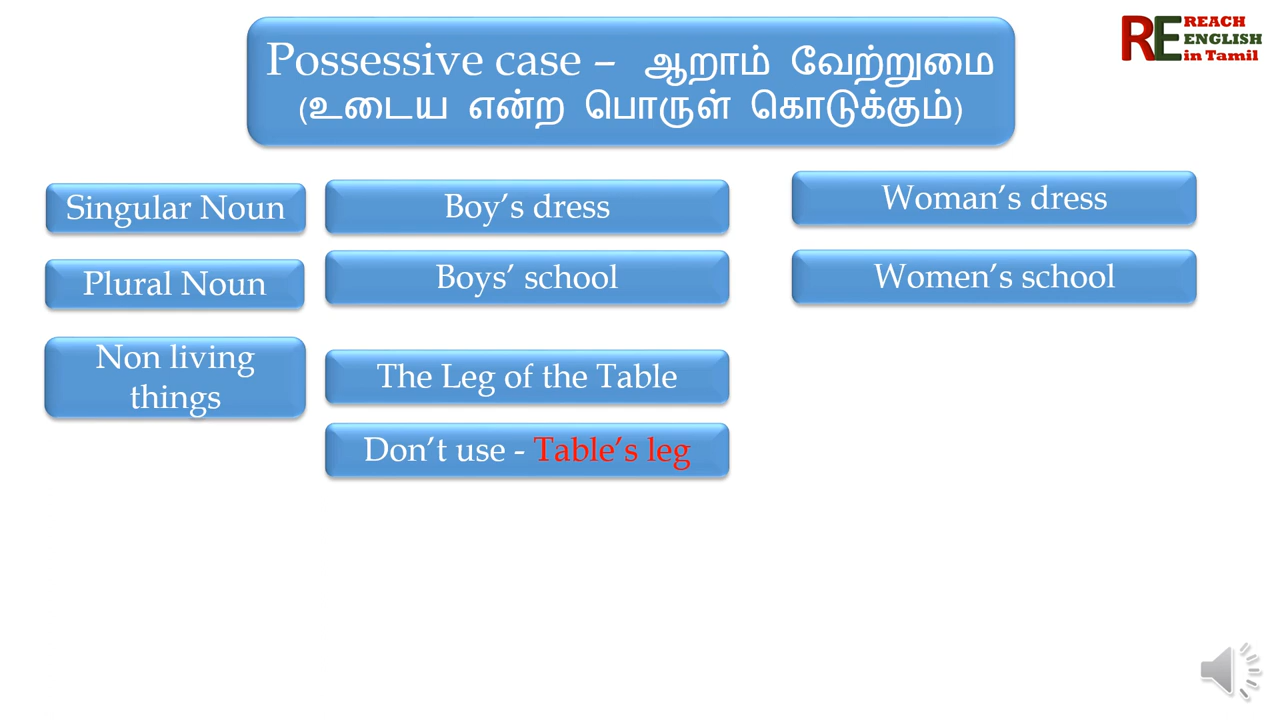 Possessive case – ஆறாம் வேற்றுமை
(உடைய என்ற பொருள் கொடுக்கும்)
RE REACH
ENGLISH
in Tamil
Singular Noun
Boy’s dress
Woman’s dress
Plural Noun
Boys’ school
Women’s school
Non living
things
The Leg of the Table
Don’t use - Table’s leg